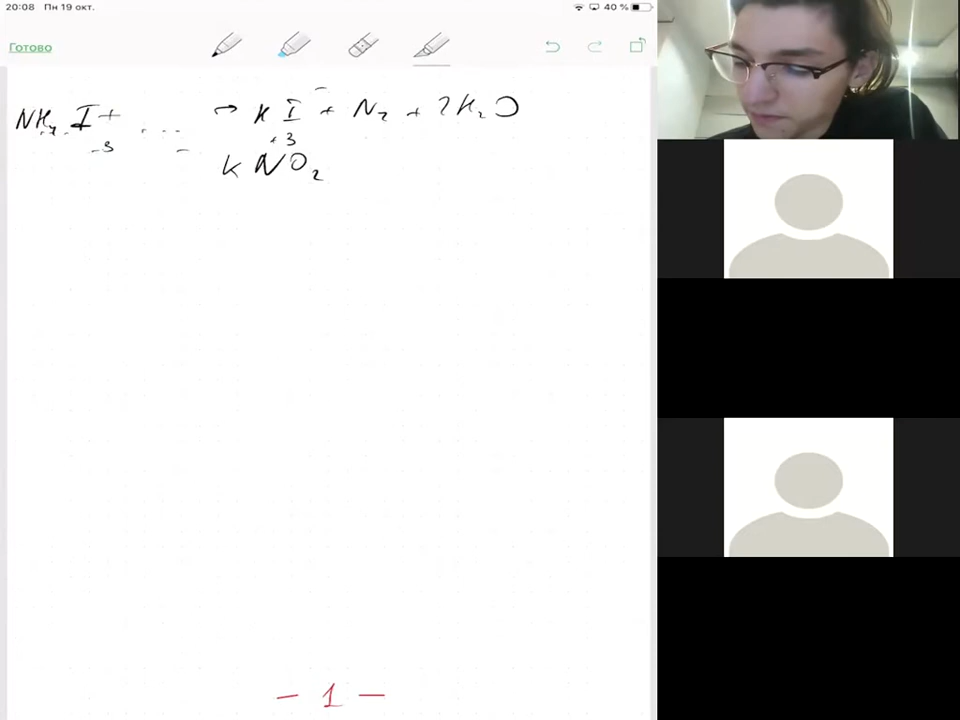 20:08 Пн 19 окт. 40 %
Готово
NH₄I + ... → KI + N₂ + 2H₂O
-3 - +3
KNO₂
- 1 -